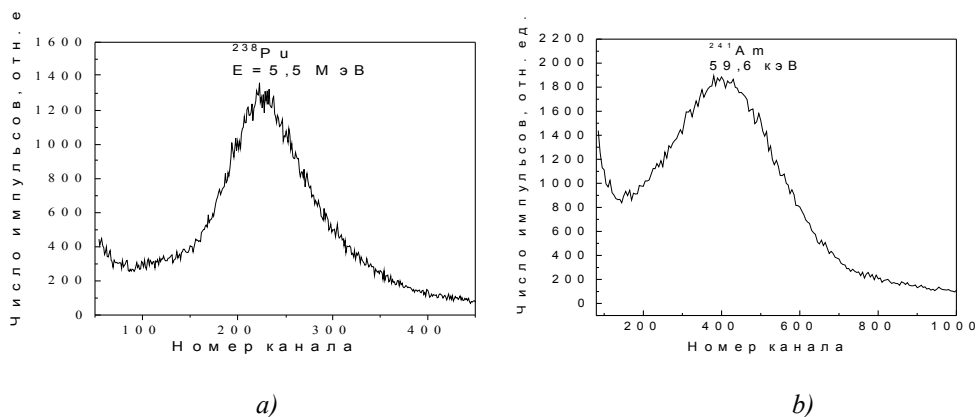 Число импульсов, отн. е
1600
1400
1200
1000
800
600
400
200
0
²³⁸Pu
E = 5,5 МэВ
100 200 300 400
Номер канала
a)
Число импульсов, отн. ед.
2200
2000
1800
1600
1400
1200
1000
800
600
400
200
0
²⁴¹Am
59,6 кэВ
200 400 600 800 1000
Номер канала
b)